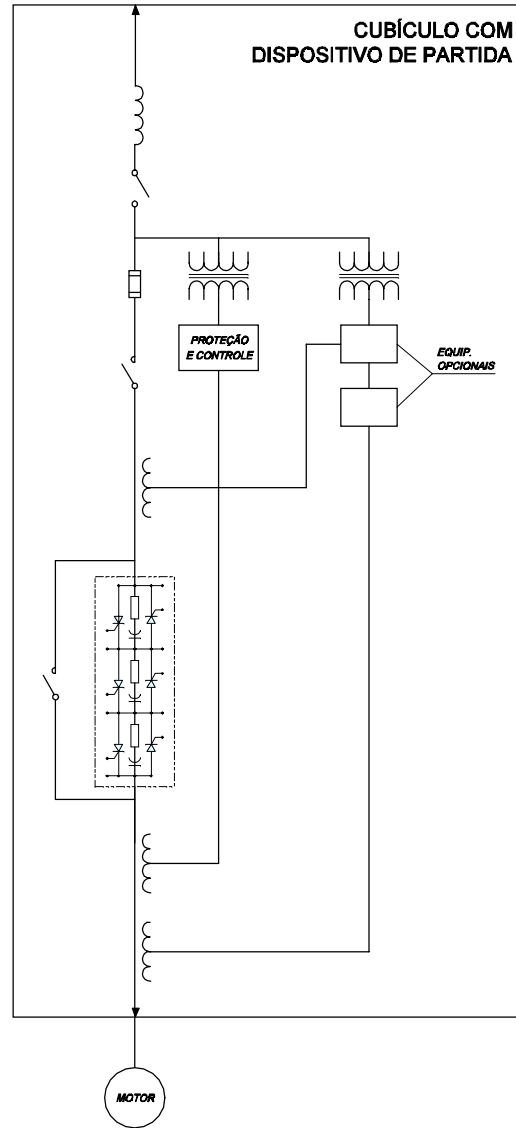 CUBÍCULO COM
DISPOSITIVO DE PARTIDA
PROTEÇÃO
E CONTROLE
EQUIP.
OPCIONAIS
MOTOR